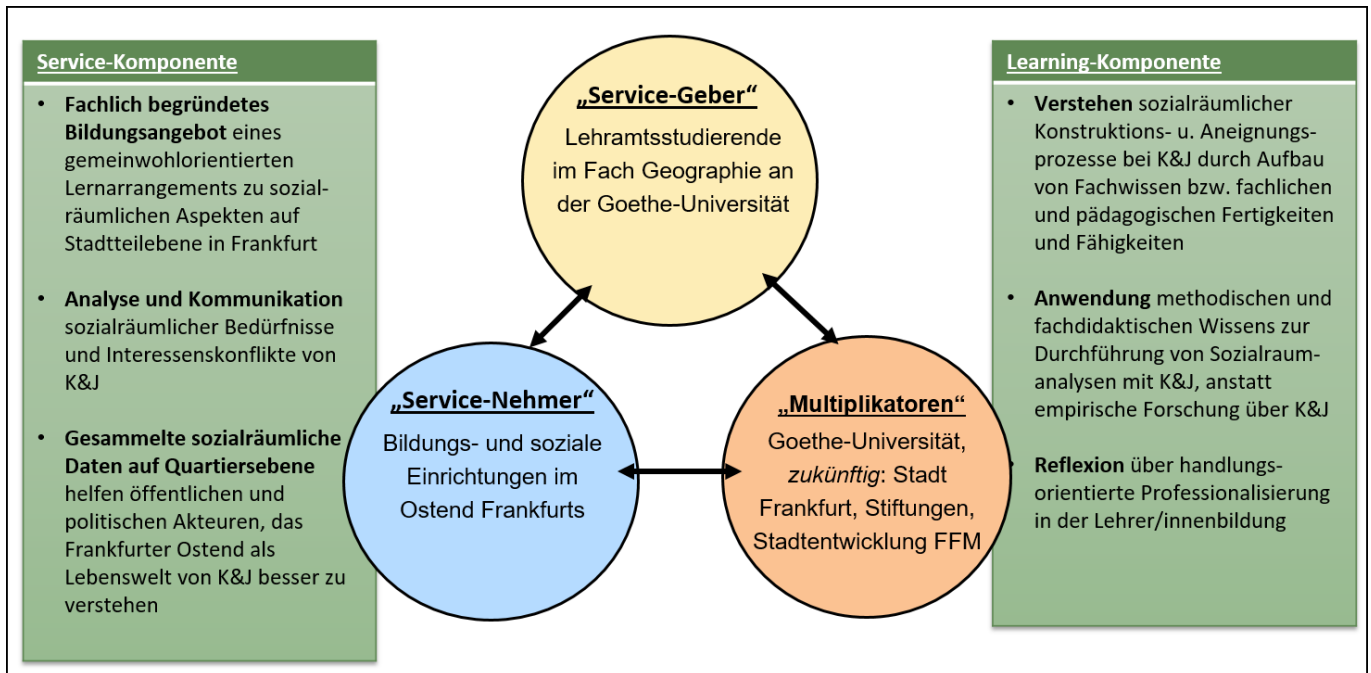 Service-Komponente
• Fachlich begründetes
Bildungsangebot eines
gemeinwohlorientierten
Lernarrangements zu sozial-
räumlichen Aspekten auf
Stadtteilebene in Frankfurt
• Analyse und Kommunikation
sozialräumlicher Bedürfnisse
und Interessenskonflikte von
K&J
• Gesammelte sozialräumliche
Daten auf Quartiersebene
helfen öffentlichen und
politischen Akteuren, das
Frankfurter Ostend als
Lebenswelt von K&J besser zu
verstehen
„Service-Geber“
Lehramtsstudierende
im Fach Geographie an
der Goethe-Universität
„Service-Nehmer“
Bildungs- und soziale
Einrichtungen im
Ostend Frankfurts
„Multiplikatoren“
Goethe-Universität,
zukünftig: Stadt
Frankfurt, Stiftungen,
Stadtentwicklung FFM
Learning-Komponente
• Verstehen sozialräumlicher
Konstruktions- u. Aneignungs-
prozesse bei K&J durch Aufbau
von Fachwissen bzw. fachlichen
und pädagogischen Fertigkeiten
und Fähigkeiten
• Anwendung methodischen und
fachdidaktischen Wissens zur
Durchführung von Sozialraum-
analysen mit K&J, anstatt
empirische Forschung über K&J
• Reflexion über handlungs-
orientierte Professionalisierung
in der Lehrer/innenbildung